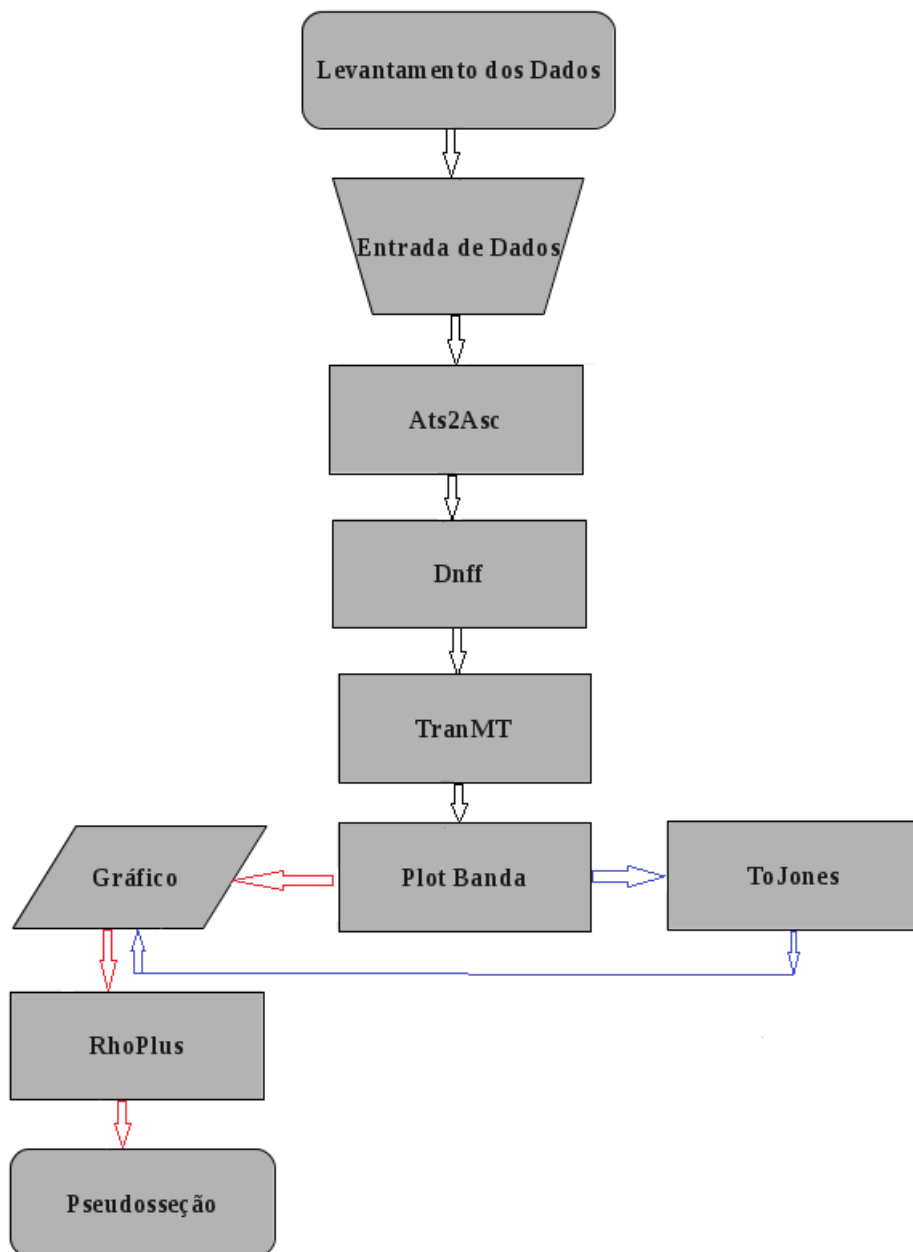 Levantamento dos Dados
Entrada de Dados
Ats2Asc
Dnff
TranMT
Gráfico
Plot Banda
ToJones
RhoPlus
Pseudosseção